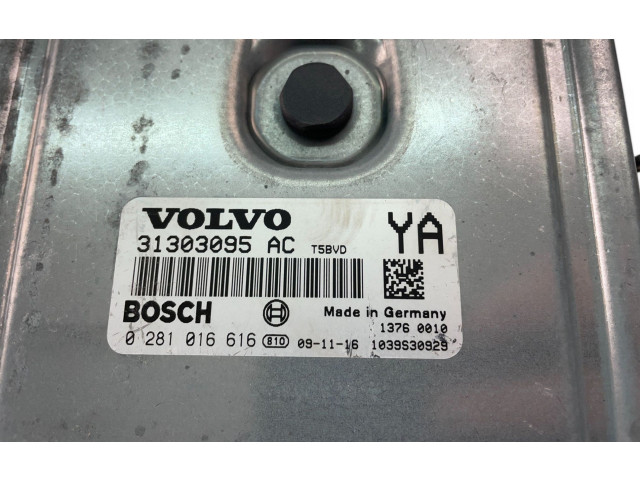 VOLVO
31303095 AC T5BVD
YA
BOSCH
Made in Germany
1376 0010
0 281 016 616 810 09-11-16 1039S30929